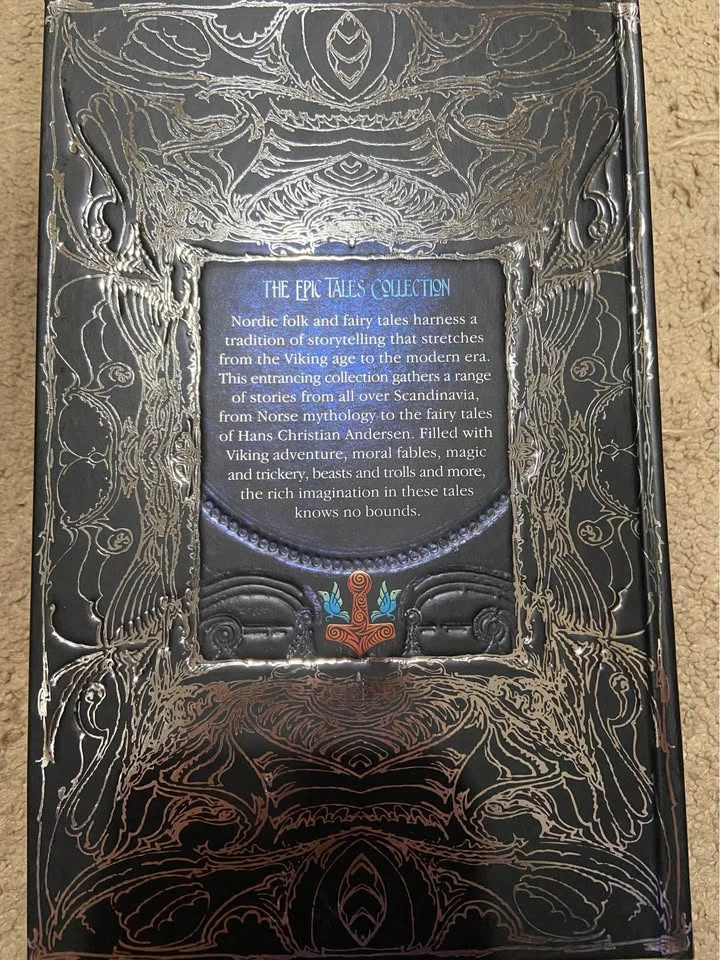 THE EPIC TALES COLLECTION
Nordic folk and fairy tales harness a
tradition of storytelling that stretches
from the Viking age to the modern era.
This entrancing collection gathers a range
of stories from all over Scandinavia,
from Norse mythology to the fairy tales
of Hans Christian Andersen. Filled with
Viking adventure, moral fables, magic
and trickery, beasts and trolls and more,
the rich imagination in these tales
knows no bounds.